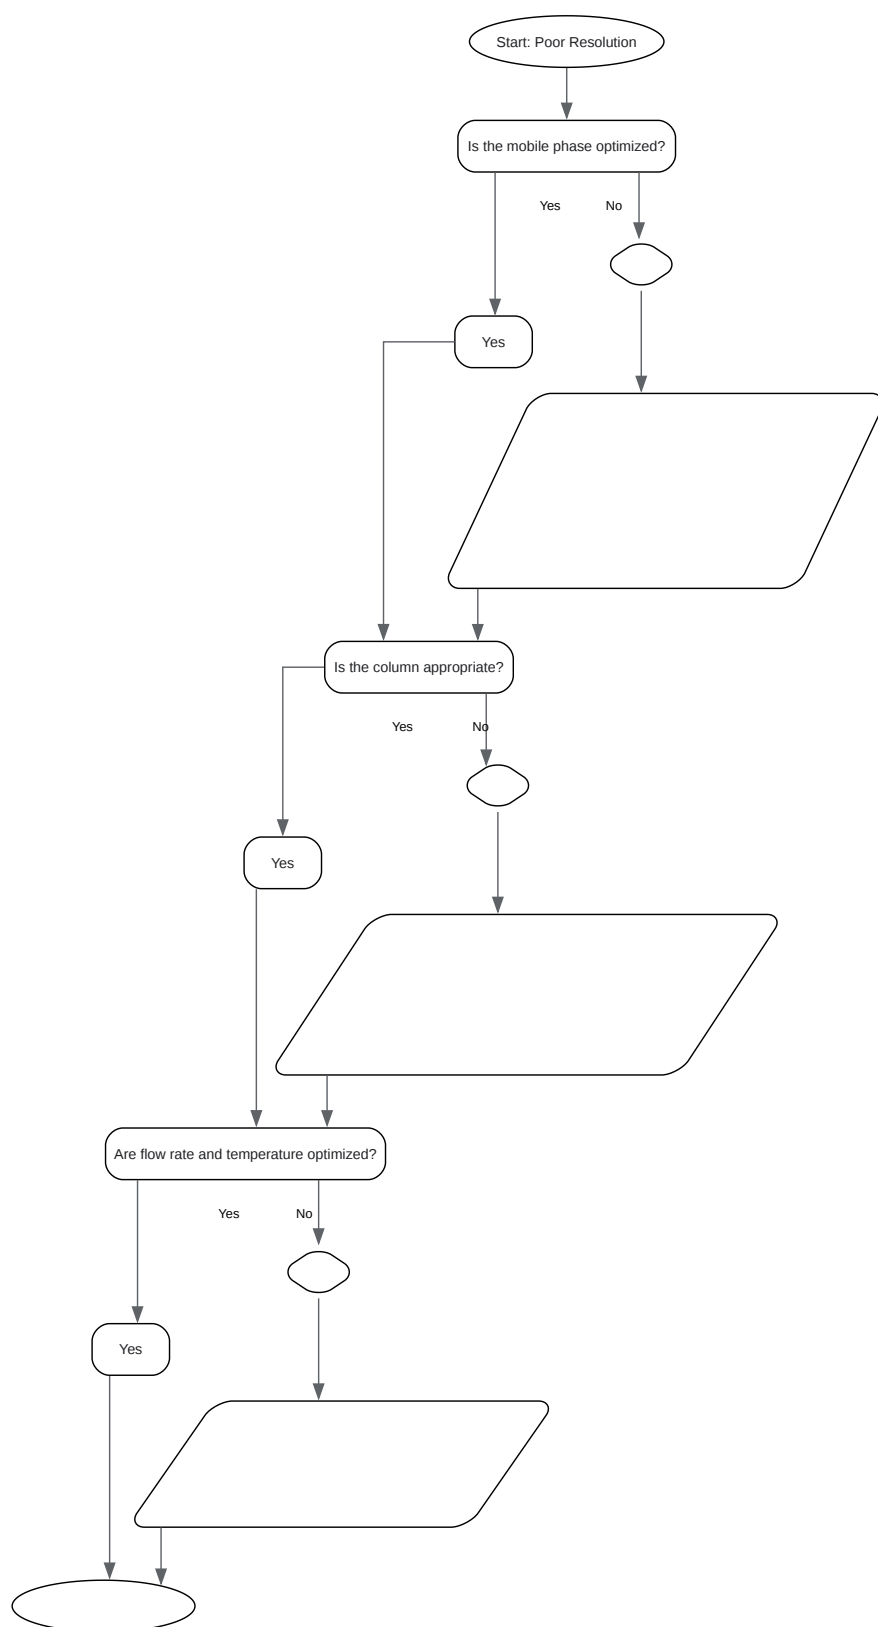 Start: Poor Resolution
Is the mobile phase optimized?
Yes No
Yes
Is the column appropriate?
Yes No
Yes
Are flow rate and temperature optimized?
Yes No
Yes